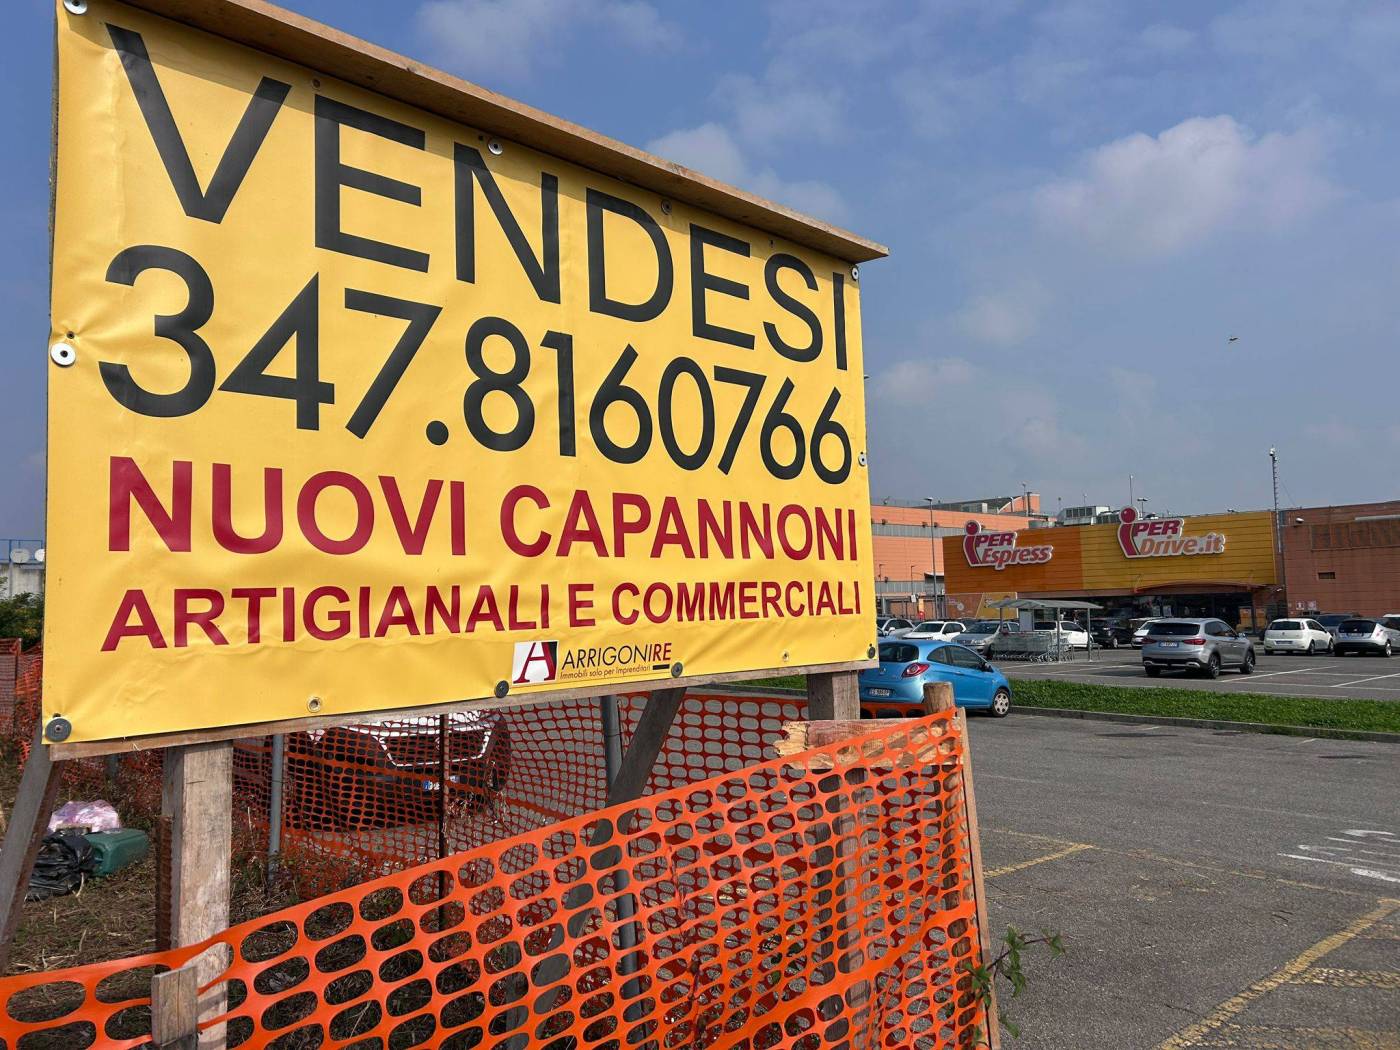 VENDESI
347.8160766
NUOVI CAPANNONI
ARTIGIANALI E COMMERCIALI
ARRIGONIRE
Immobili solo per Imprenditori
iPER
Espress
iPER
Drive.it